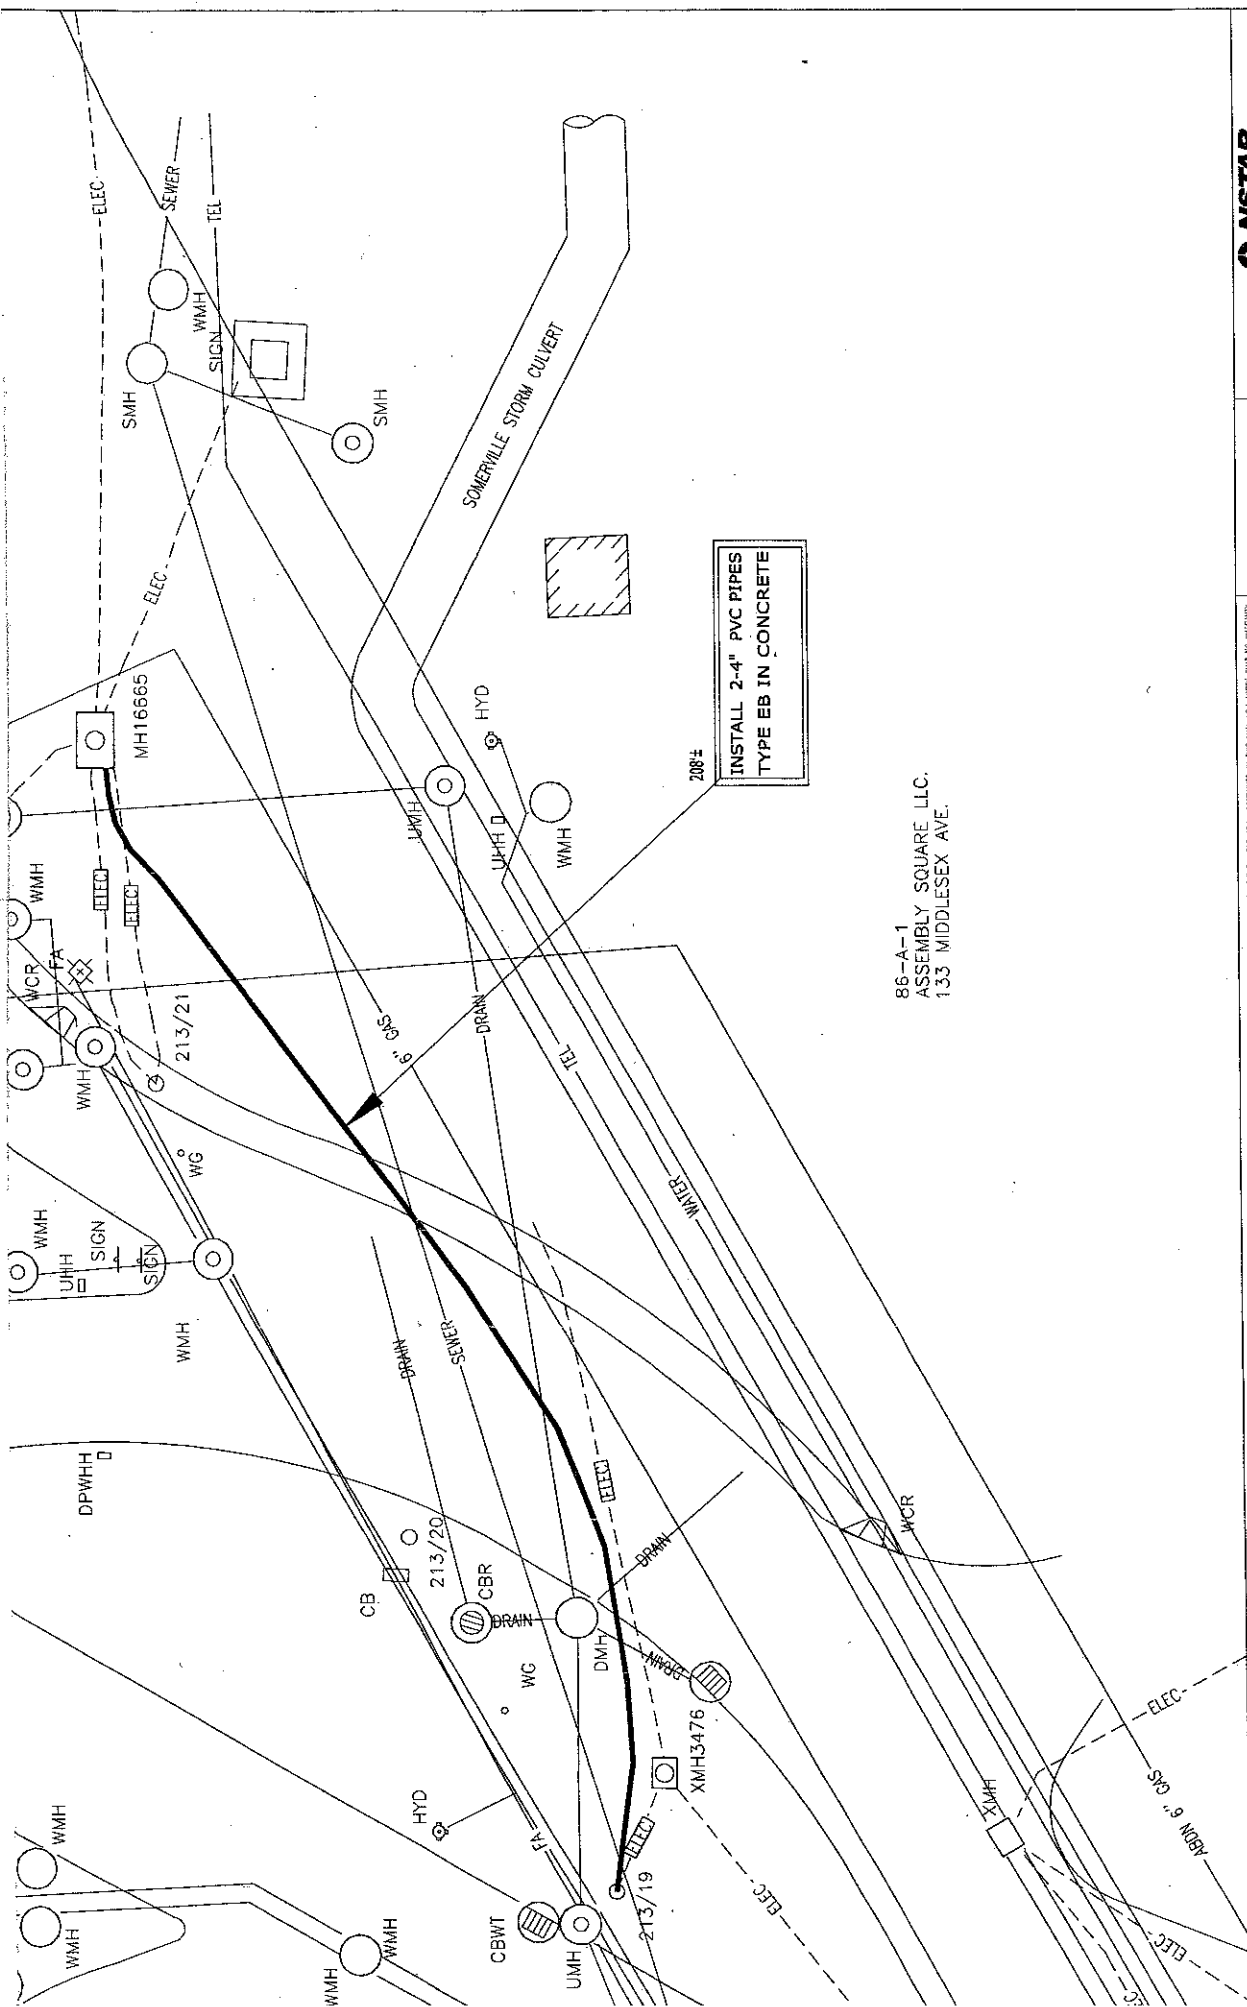 ELEC
SEWER
TEL
WMH
SIGN
SMH
SMH
SOMERVILLE STORM CULVERT
ELEC
MH16665
HYD
UMH
UHH
WMH
208'±
INSTALL 2-4" PVC PIPES
TYPE EB IN CONCRETE
86-A-1
ASSEMBLY SQUARE LLC.
133 MIDDLESEX AVE.
NSTAR
WMH
ELEC
ELEC
FA
WCR
WMH
213/21
6" GAS
DRAIN
TEL
WATER
WG
WMH
UHH
SIGN
SIGN
WMH
DRAIN
SEWER
DPWHH
ELEC
WCR
CB
213/20
CBR
DRAIN
DRAIN
DMH
DRAIN
WG
XMH3476
HYD
FA
ELEC
213/19
CBWT
UMH
ELEC
XMH
ELEC
ABDN 6" GAS
ELEC
WMH
WMH
WMH
WMH